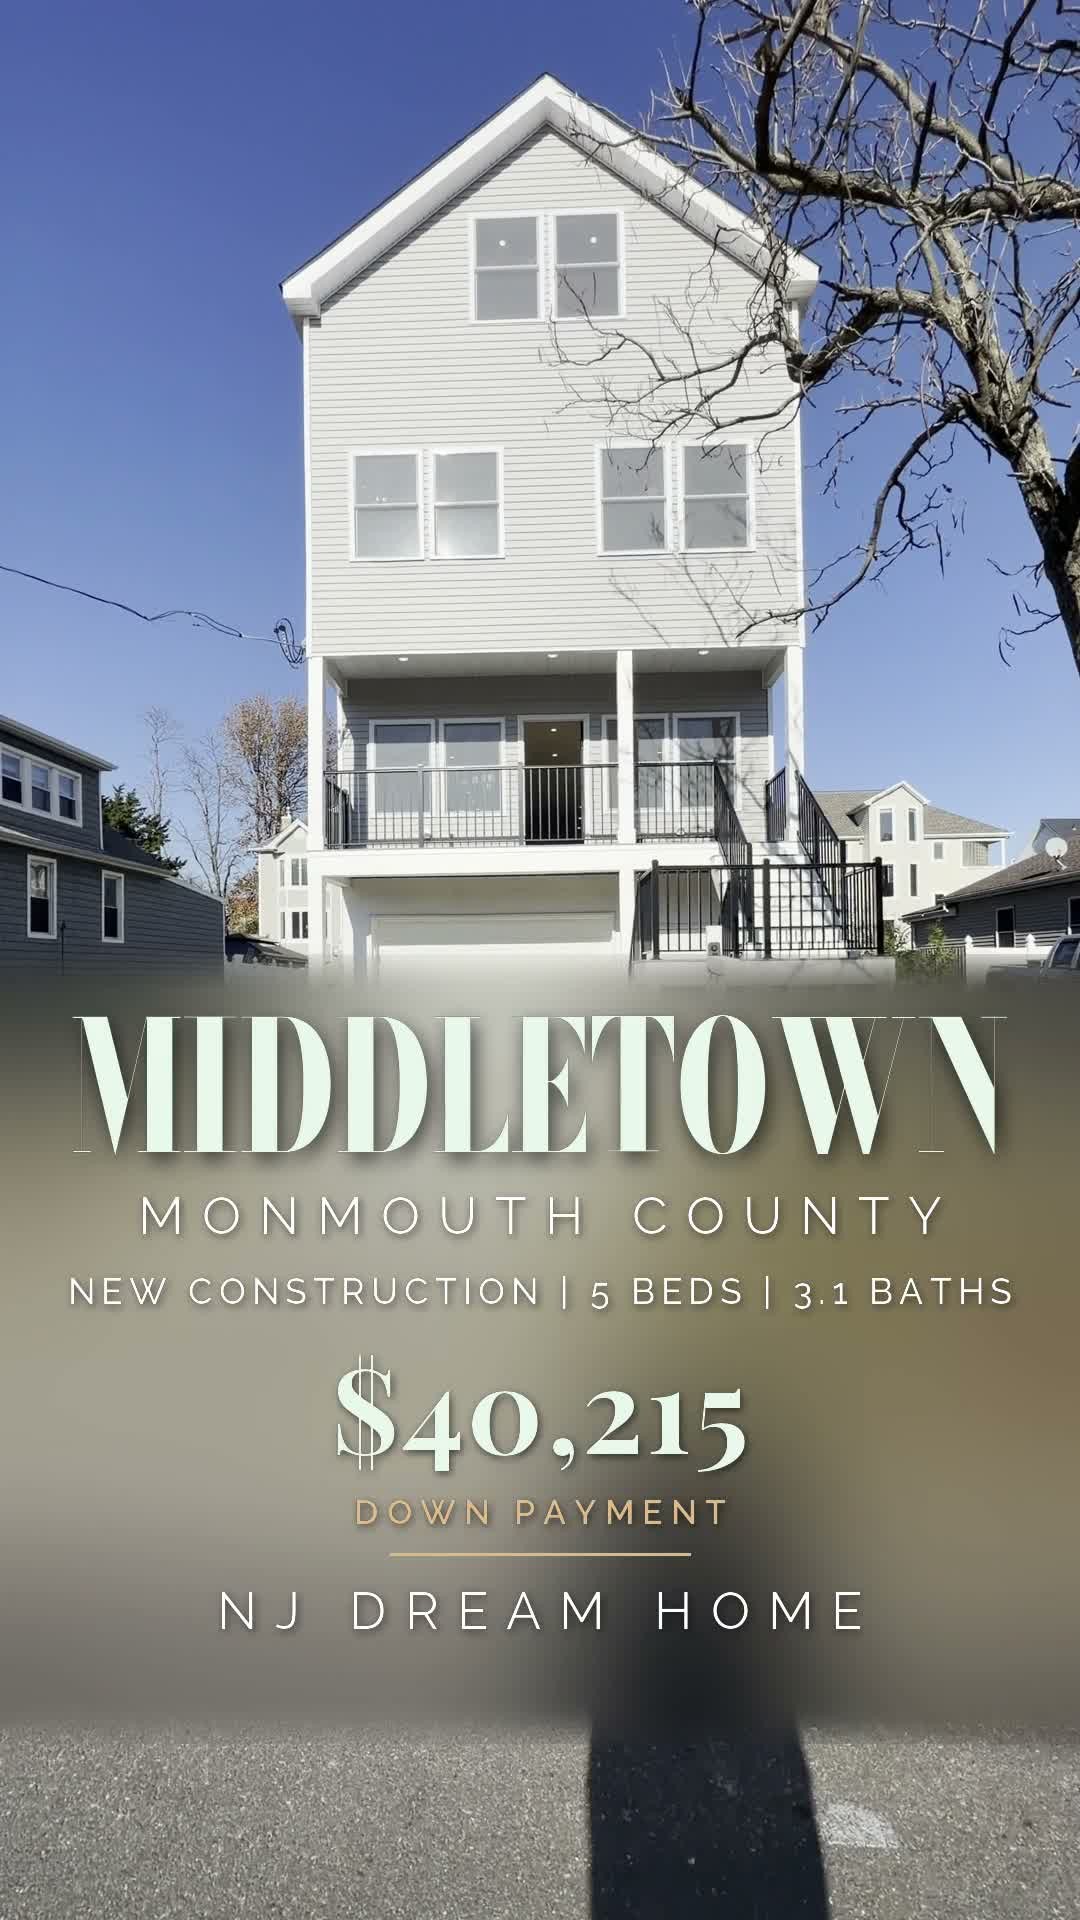 MIDDLETOWN
MONMOUTH COUNTY
NEW CONSTRUCTION | 5 BEDS | 3.1 BATHS
$40,215
DOWN PAYMENT
NJ DREAM HOME